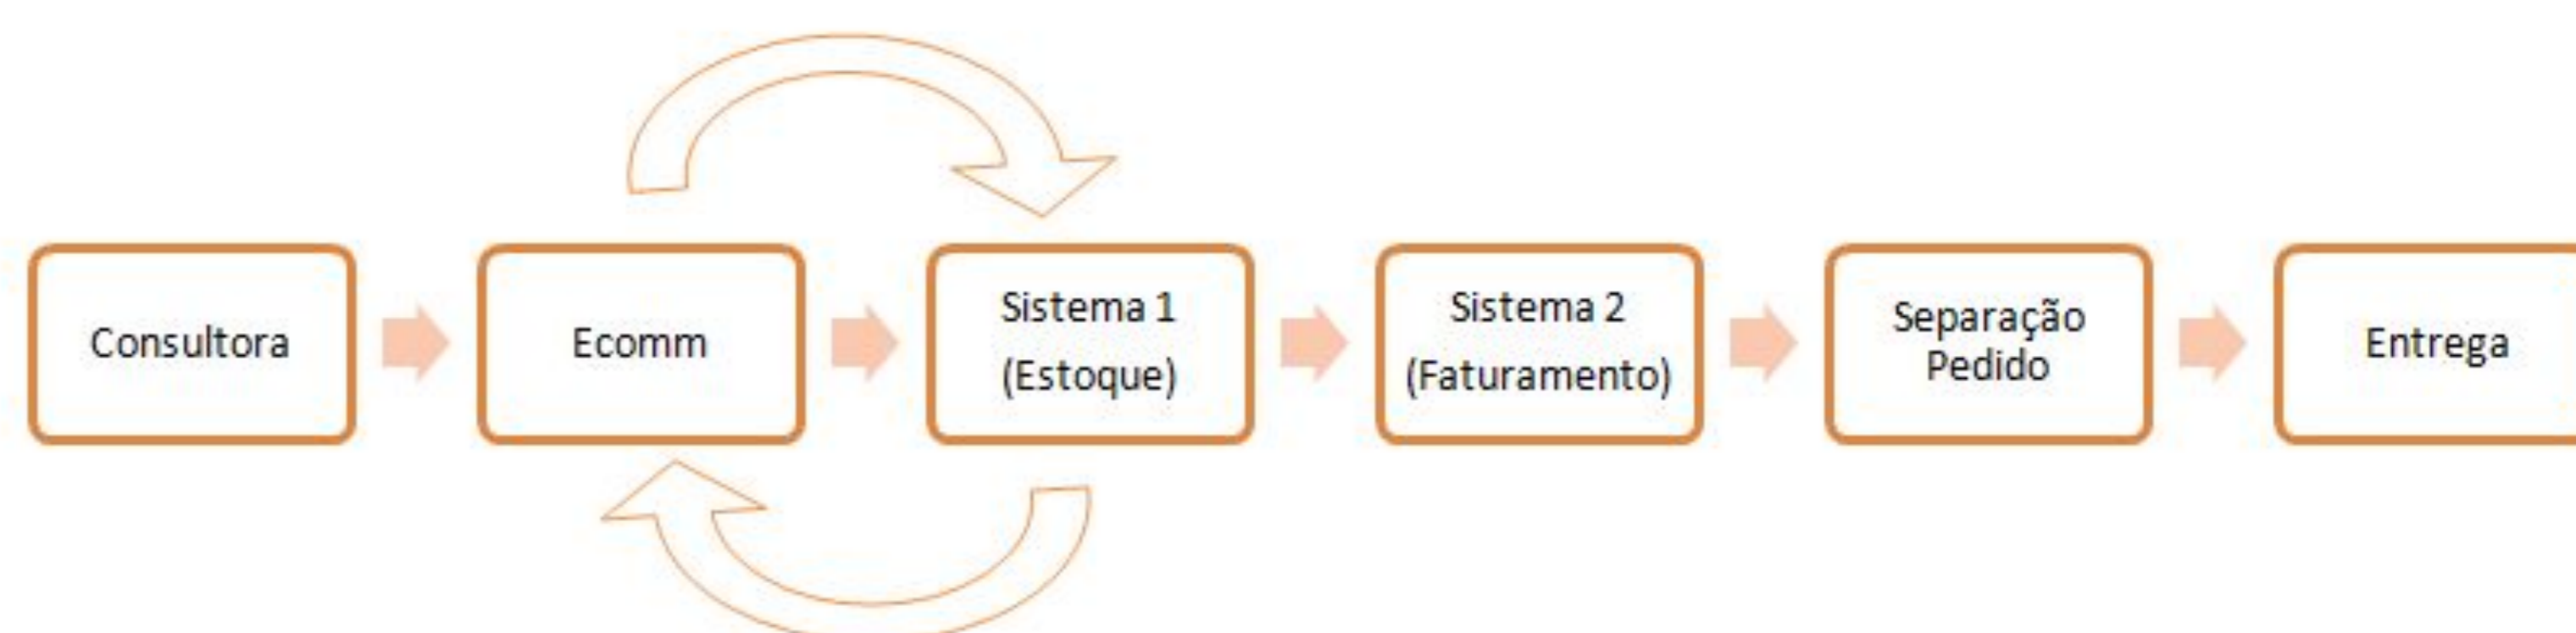 Consultora
Ecomm
Sistema 1
(Estoque)
Sistema 2
(Faturamento)
Separação
Pedido
Entrega